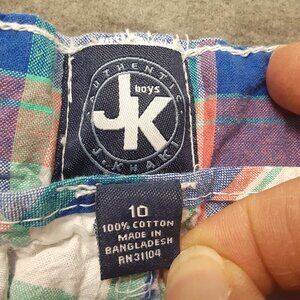 AUTHENTIC
boys
JK
J.KHAKI
10
100% COTTON
MADE IN
BANGLADESH
RN31104